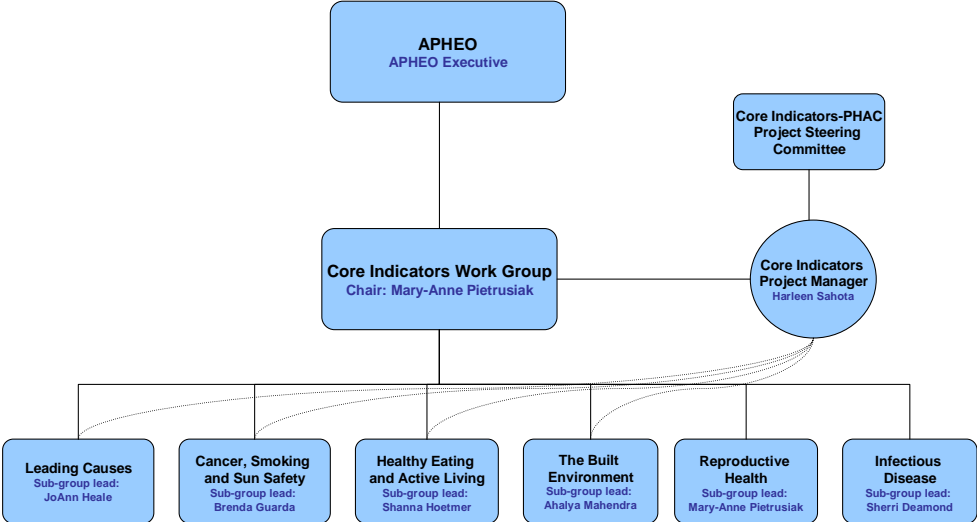 APHEO
APHEO Executive
Core Indicators-PHAC
Project Steering
Committee
Core Indicators Work Group
Chair: Mary-Anne Pietrusiak
Core Indicators
Project Manager
Harleen Sahota
Leading Causes
Sub-group lead:
JoAnn Heale
Cancer, Smoking
and Sun Safety
Sub-group lead:
Brenda Guarda
Healthy Eating
and Active Living
Sub-group lead:
Shanna Hoetmer
The Built
Environment
Sub-group lead:
Ahalya Mahendra
Reproductive
Health
Sub-group lead:
Mary-Anne Pietrusiak
Infectious
Disease
Sub-group lead:
Sherri Deamond